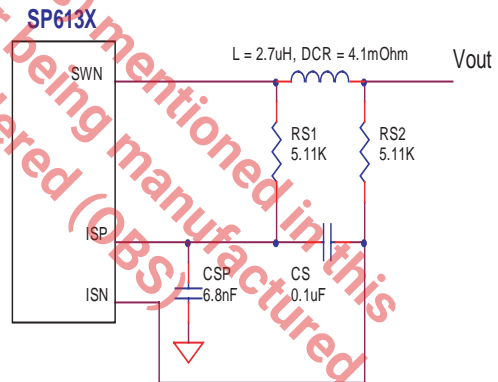 SP613X
L = 2.7uH, DCR = 4.1mOhm
Vout
SWN
RS1
5.11K
RS2
5.11K
ISP
CSP
6.8nF
CS
0.1uF
ISN
mentioned in this
being manufactured
ered (OBS)